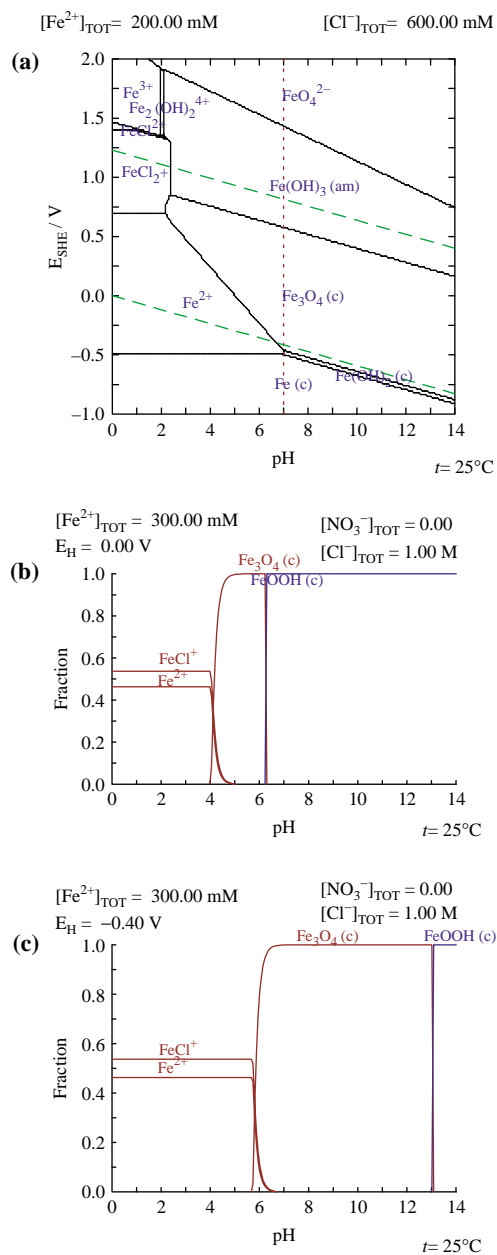 [Fe²⁺]TOT= 200.00 mM [Cl⁻]TOT= 600.00 mM
(a)
2.0
1.5
1.0
0.5
0.0
−0.5
−1.0
E SHE / V
Fe³⁺
Fe₂(OH)₂⁴⁺
FeCl²⁺
FeCl₂⁺
FeO₄²⁻
Fe(OH)₃ (am)
Fe²⁺
Fe₃O₄ (c)
Fe (c)
Fe(OH)₂ (c)
0 2 4 6 8 10 12 14
pH
t= 25°C
(b)
[Fe²⁺]TOT = 300.00 mM [NO₃⁻]TOT = 0.00
E H = 0.00 V [Cl⁻]TOT = 1.00 M
Fe₃O₄ (c)
FeOOH (c)
1.0
0.8
0.6
0.4
0.2
0.0
Fraction
FeCl⁺
Fe²⁺
0 2 4 6 8 10 12 14
pH
t= 25°C
[Fe²⁺]TOT = 300.00 mM [NO₃⁻]TOT = 0.00
(c)
E H = −0.40 V [Cl⁻]TOT = 1.00 M
Fe₃O₄ (c) FeOOH (c)
1.0
0.8
0.6
0.4
0.2
0.0
Fraction
FeCl⁺
Fe²⁺
0 2 4 6 8 10 12 14
pH
t= 25°C